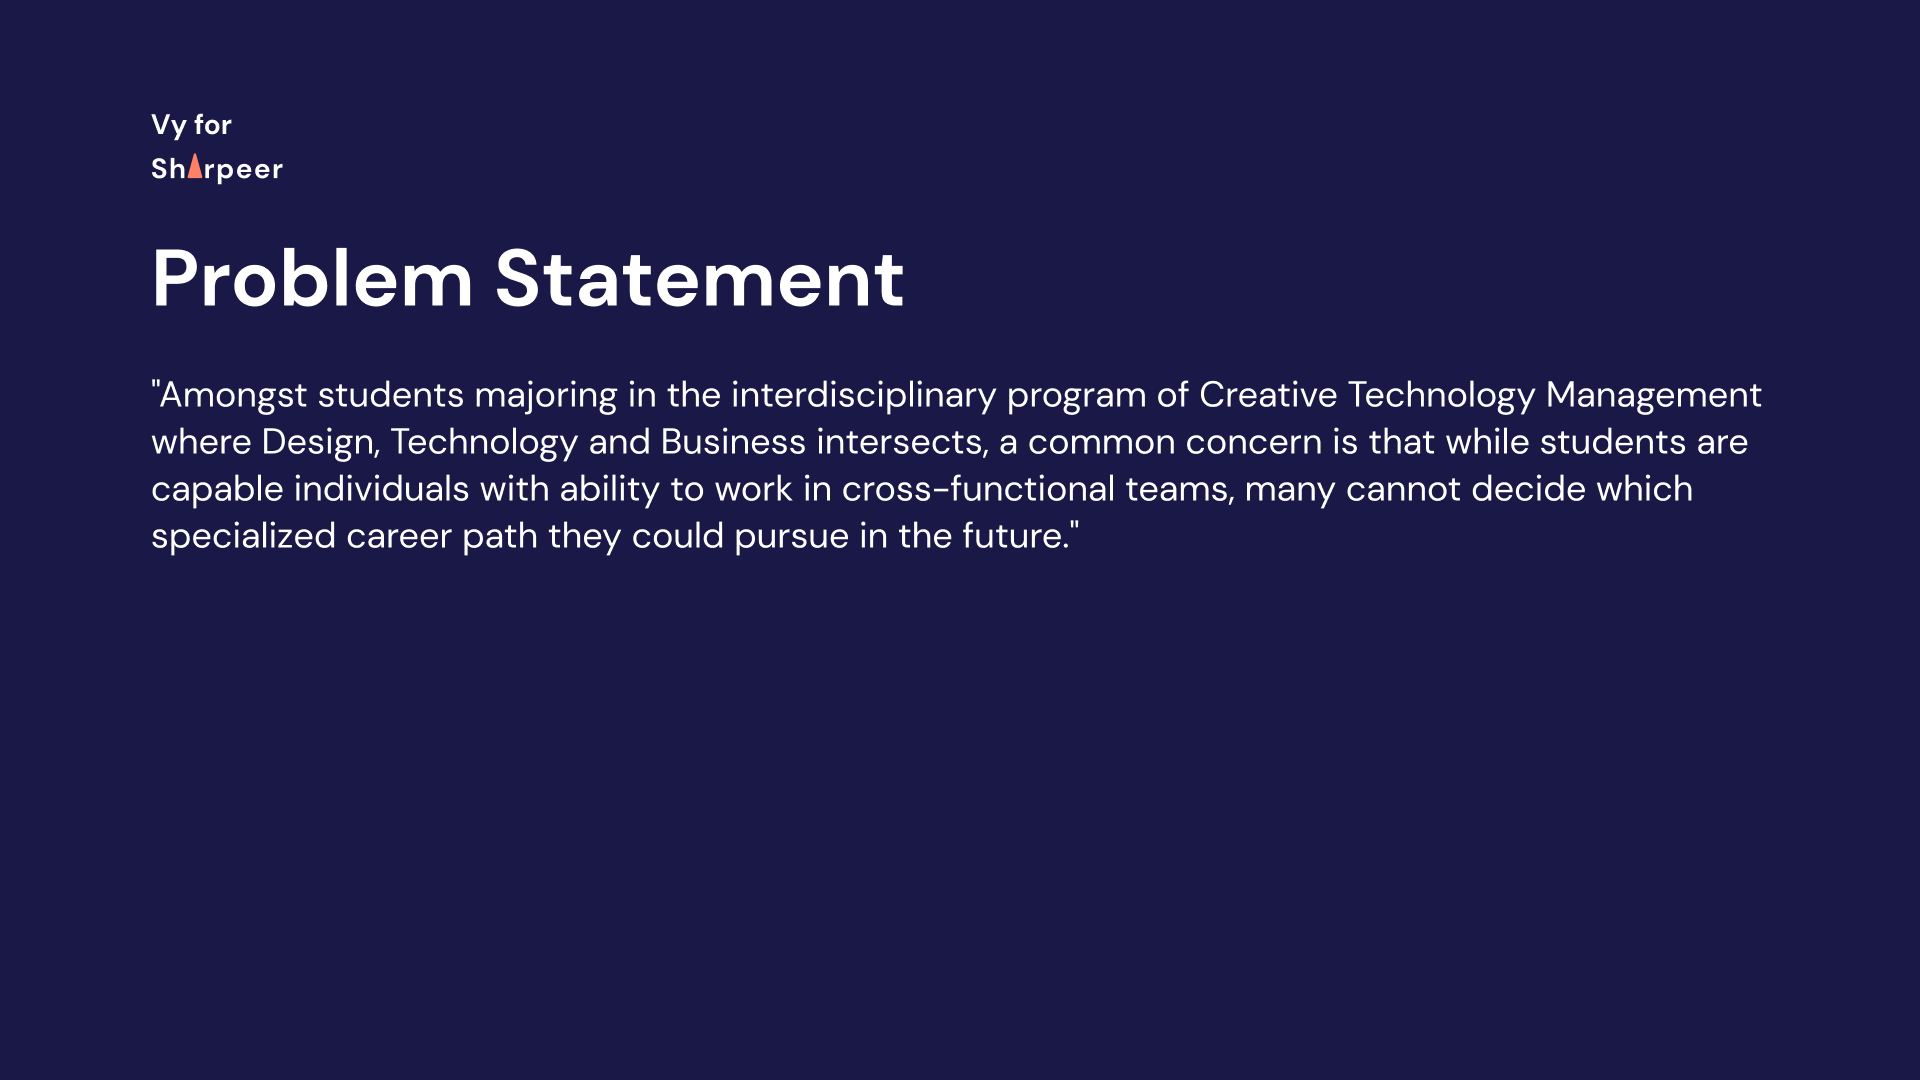 Vy for
Sharpeer
Problem Statement
"Amongst students majoring in the interdisciplinary program of Creative Technology Management
where Design, Technology and Business intersects, a common concern is that while students are
capable individuals with ability to work in cross-functional teams, many cannot decide which
specialized career path they could pursue in the future."